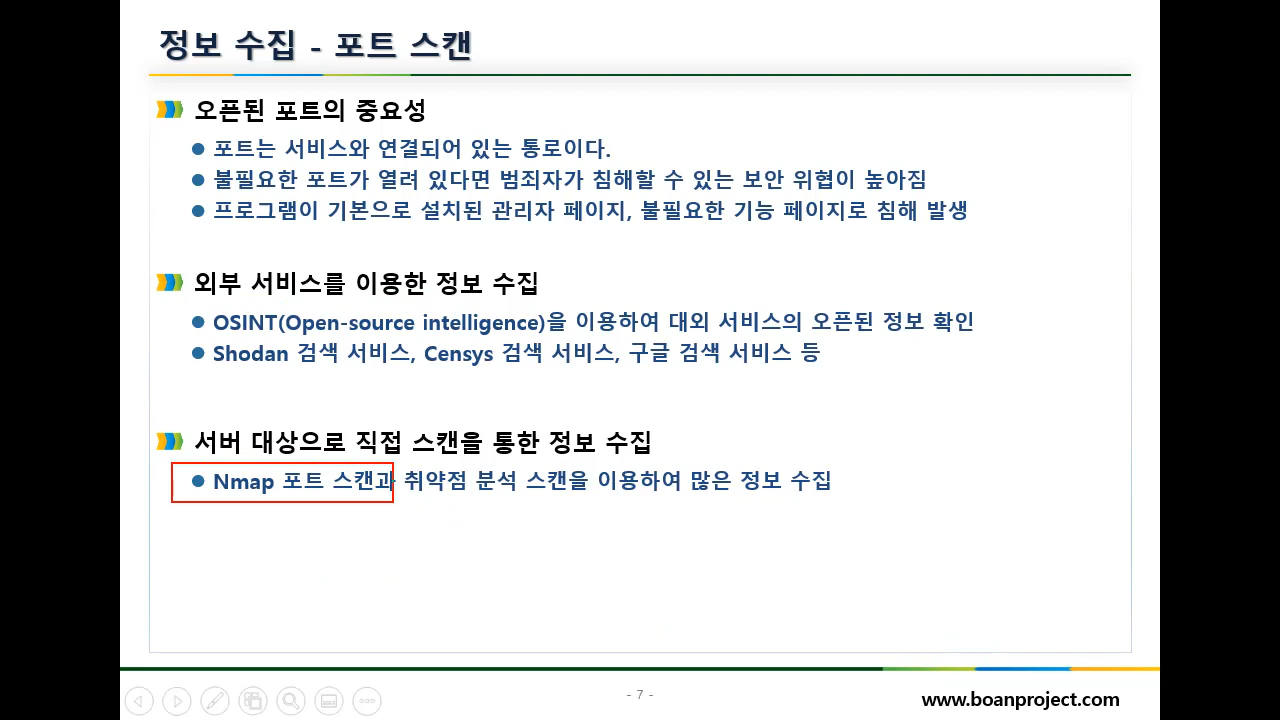 정보 수집 - 포트 스캔
오픈된 포트의 중요성
포트는 서비스와 연결되어 있는 통로이다.
불필요한 포트가 열려 있다면 범죄자가 침해할 수 있는 보안 위협이 높아짐
프로그램이 기본으로 설치된 관리자 페이지, 불필요한 기능 페이지로 침해 발생
외부 서비스를 이용한 정보 수집
OSINT(Open-source intelligence)을 이용하여 대외 서비스의 오픈된 정보 확인
Shodan 검색 서비스, Censys 검색 서비스, 구글 검색 서비스 등
서버 대상으로 직접 스캔을 통한 정보 수집
Nmap 포트 스캔과 취약점 분석 스캔을 이용하여 많은 정보 수집
- 7 -
www.boanproject.com